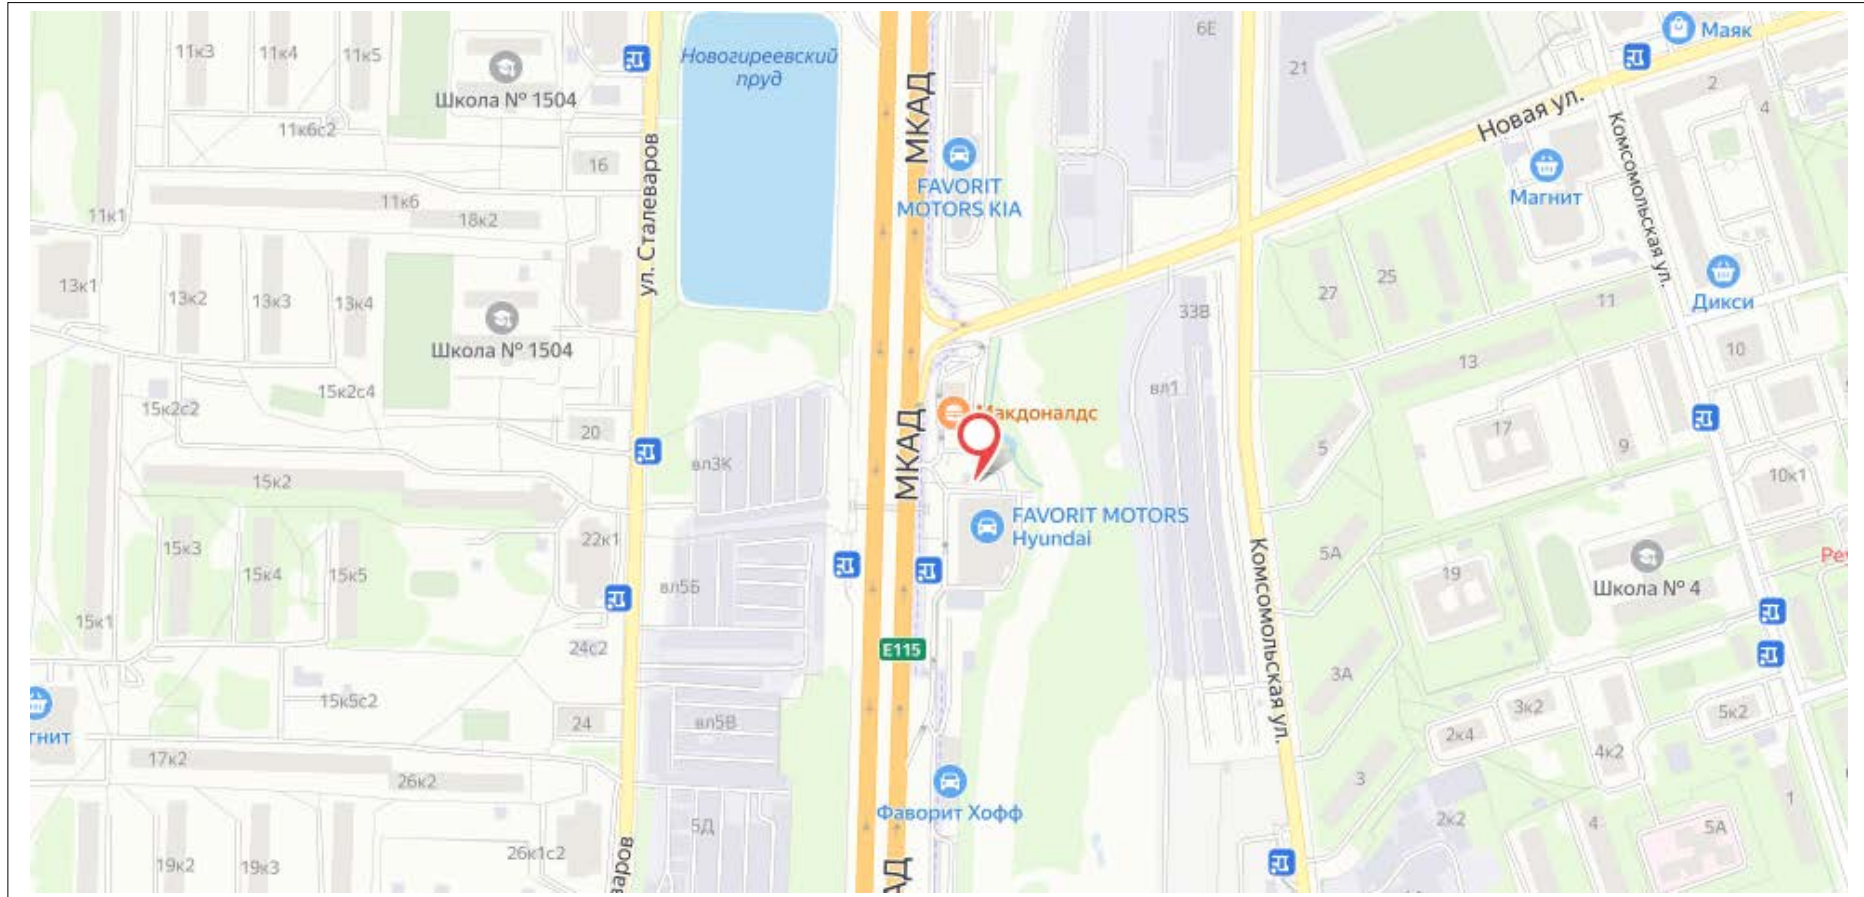 11к3
11к4
11к5
Школа № 1504
11к6с2
16
11к1
11к6
18к2
ул. Сталеваров
Новогиреевский
пруд
МКАД
FAVORIT
MOTORS KIA
6Е
21
Маяк
2
4
Новая ул.
Комсомольская ул.
Магнит
Дикси
13к1
13к2
13к3
13к4
Школа № 1504
33В
27
25
11
13
10
15к2с2
15к2с4
20
вл3К
15к2
МКАД
Макдоналдс
вл1
5
17
9
10к1
FAVORIT MOTORS
Hyundai
15к3
15к4
15к5
22к1
вл5Б
5А
19
Школа № 4
Комсомольская ул.
15к1
24с2
E115
3А
15к5с2
24
вл5В
3к2
5к2
2к4
4к2
гнит
17к2
26к2
Фаворит Хофф
3
1
5Д
2к2
4
5А
19к2
19к3
26к1с2
варов
АД